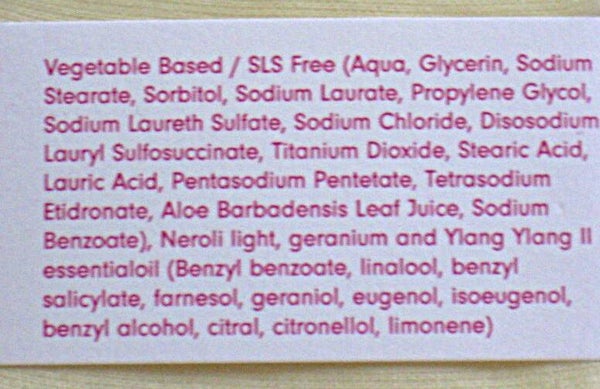 Vegetable Based / SLS Free (Aqua, Glycerin, Sodium
Stearate, Sorbitol, Sodium Laurate, Propylene Glycol,
Sodium Laureth Sulfate, Sodium Chloride, Disosodium
Lauryl Sulfosuccinate, Titanium Dioxide, Stearic Acid,
Lauric Acid, Pentasodium Pentetate, Tetrasodium
Etidronate, Aloe Barbadensis Leaf Juice, Sodium
Benzoate), Neroli light, geranium and Ylang Ylang II
essentialoil (Benzyl benzoate, linalool, benzyl
salicylate, farnesol, geraniol, eugenol, isoeugenol,
benzyl alcohol, citral, citronellol, limonene)